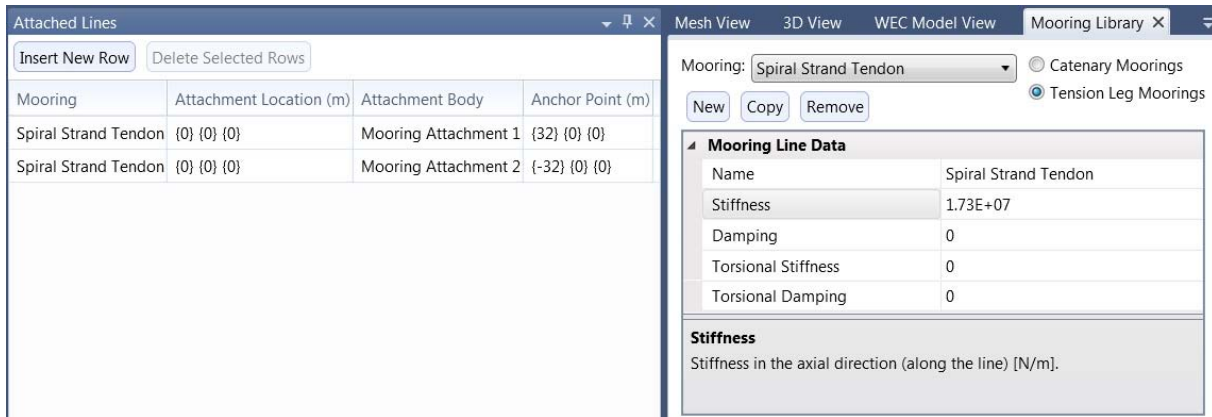 Attached Lines
Insert New Row Delete Selected Rows
Mooring Attachment Location (m) Attachment Body Anchor Point (m)
Spiral Strand Tendon {0} {0} {0} Mooring Attachment 1 {32} {0} {0}
Spiral Strand Tendon {0} {0} {0} Mooring Attachment 2 {-32} {0} {0}
Mesh View 3D View WEC Model View Mooring Library
Mooring: Spiral Strand Tendon Catenary Moorings
Tension Leg Moorings
New Copy Remove
Mooring Line Data
Name Spiral Strand Tendon
Stiffness 1.73E+07
Damping 0
Torsional Stiffness 0
Torsional Damping 0
Stiffness
Stiffness in the axial direction (along the line) [N/m].